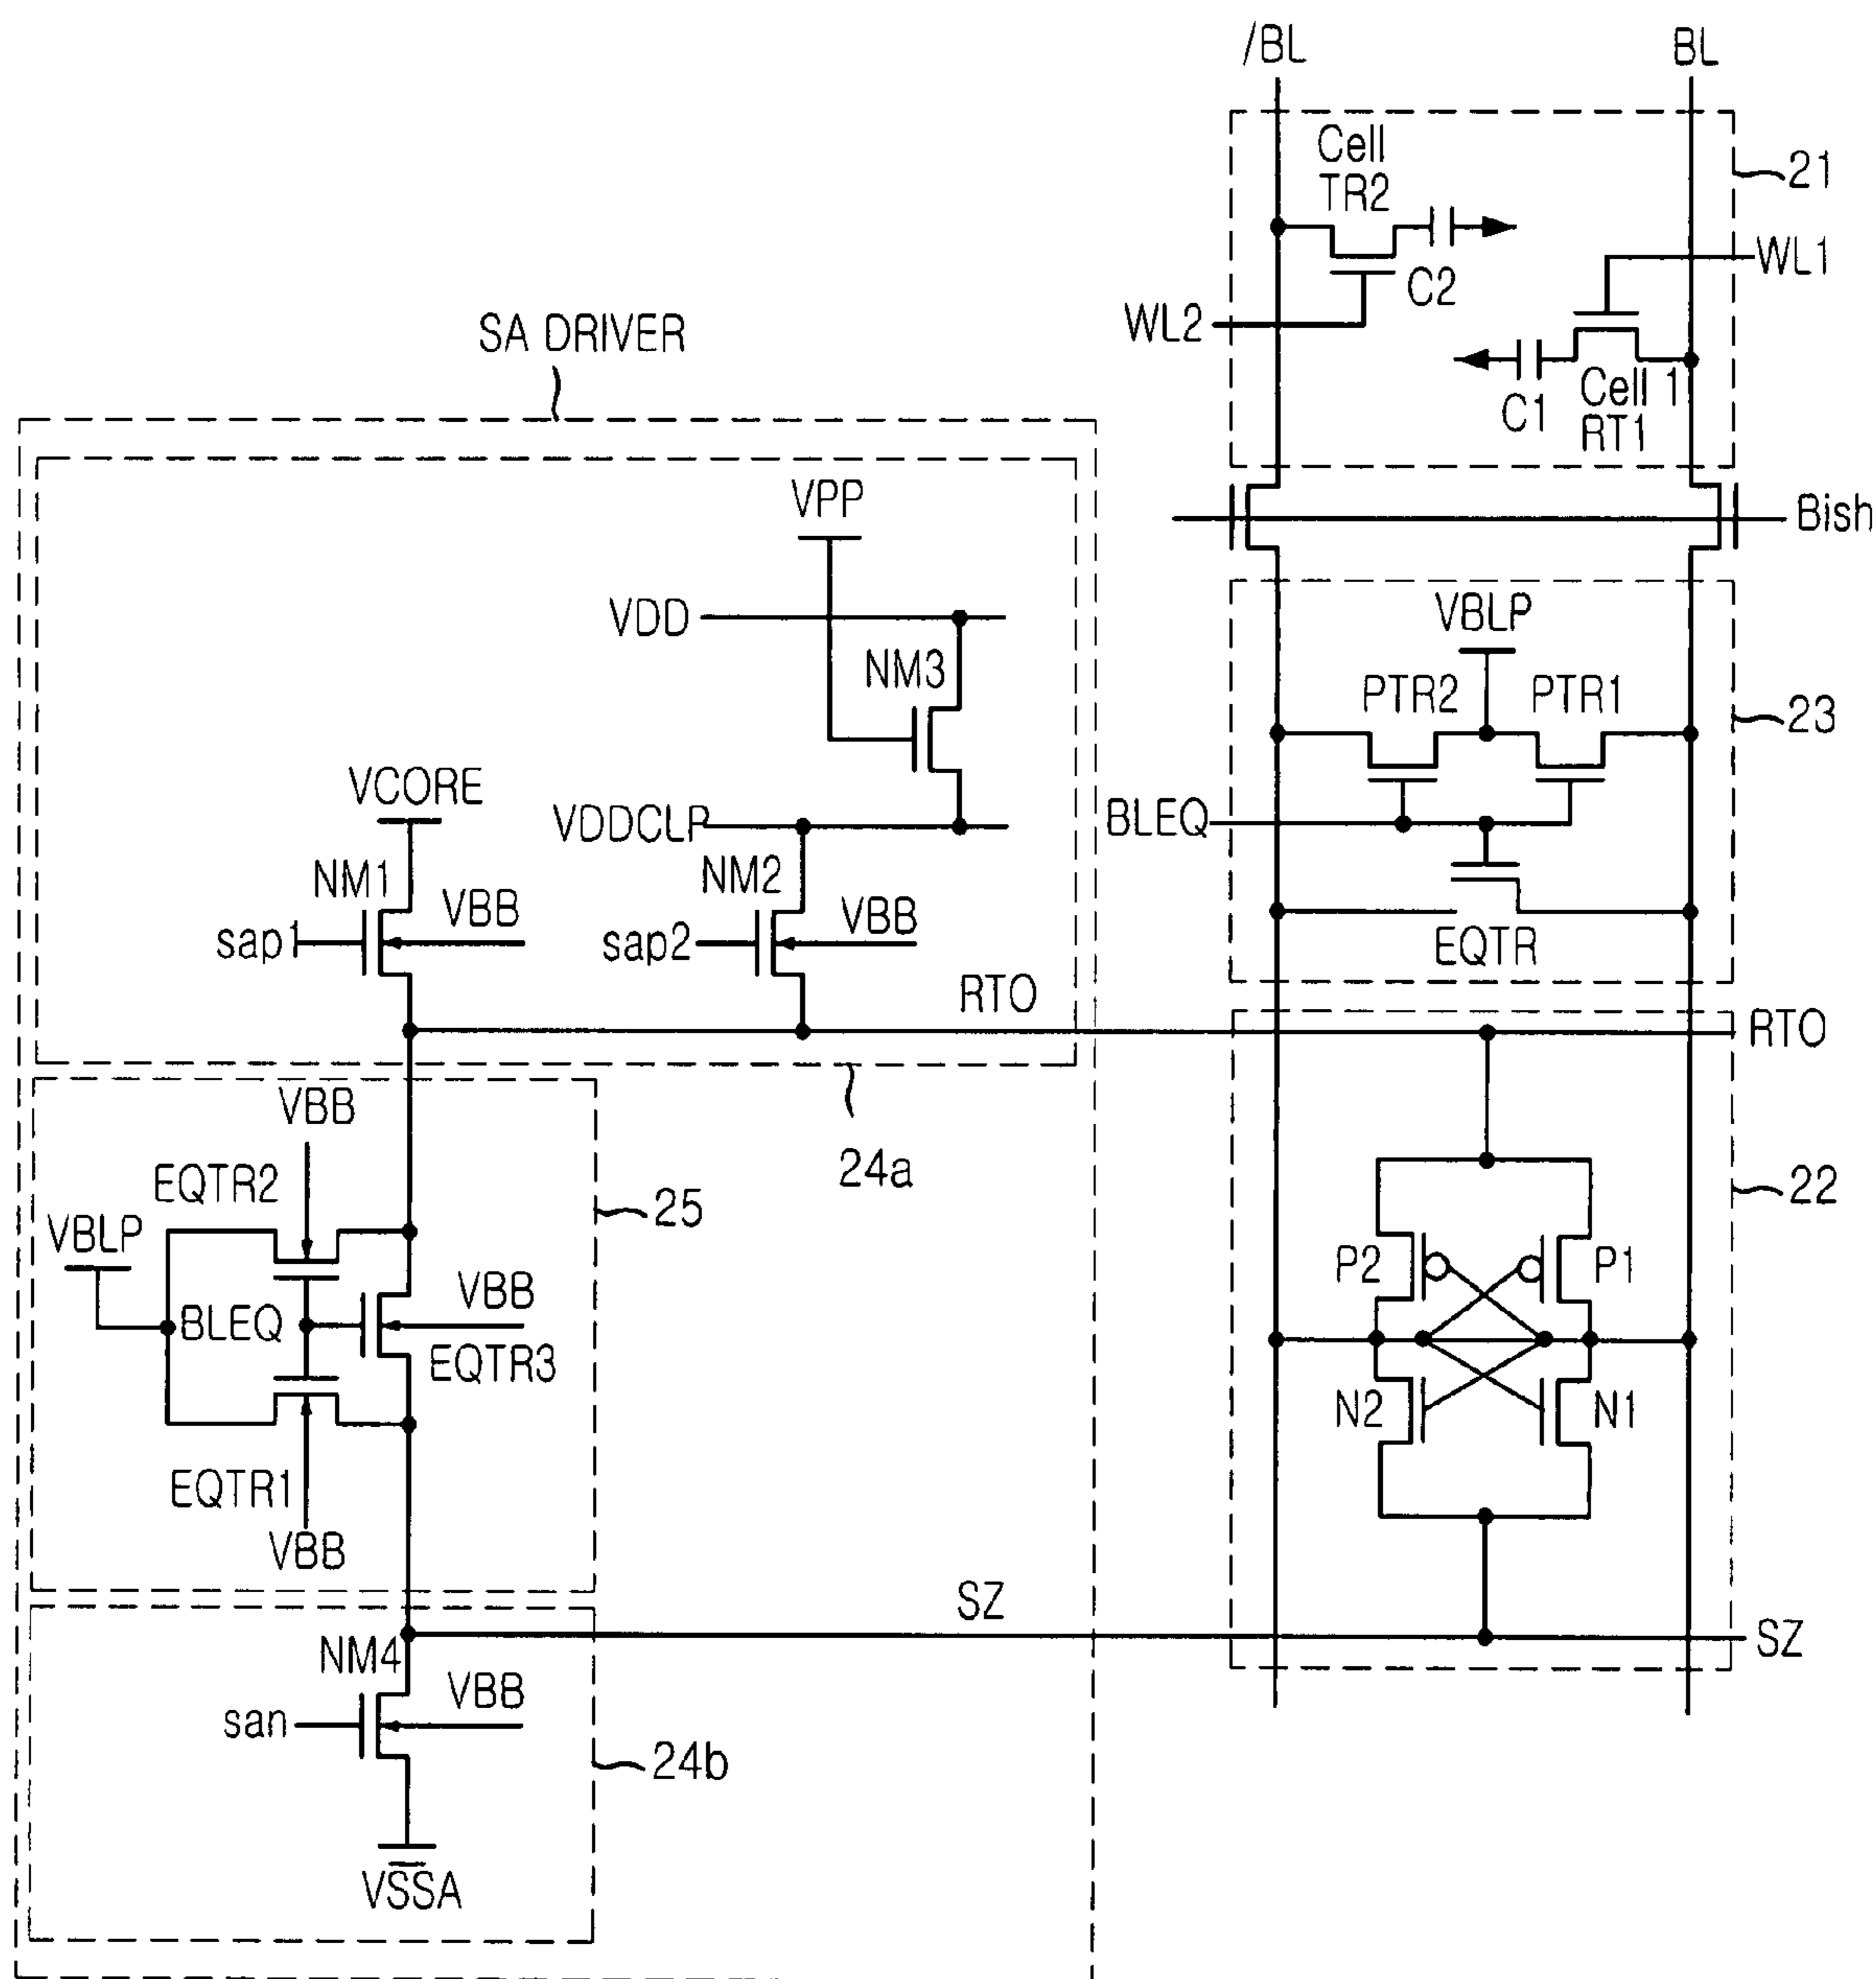 /BL
BL
Cell
TR2
21
C2
WL1
WL2
C1
Cell 1
RT1
SA DRIVER
VPP
Bish
VDD
NM3
VBLP
PTR2
PTR1
23
VCORE
VDDCLP
BLEQ
NM1
VBB
NM2
VBB
sap1
sap2
EQTR
RTO
RTO
VBB
24a
EQTR2
25
22
VBLP
BLEQ
VBB
EQTR3
P2
P1
N2
N1
EQTR1
VBB
SZ
SZ
NM4
VBB
san
24b
VSSA